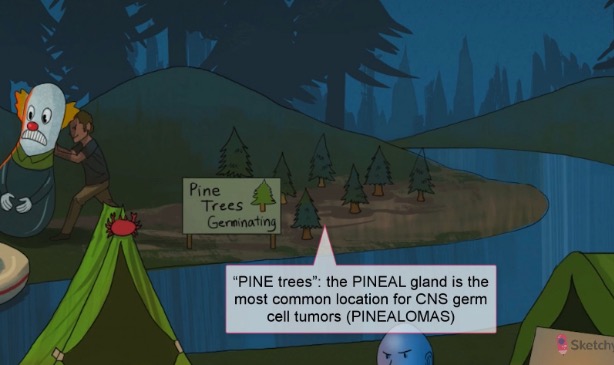 Pine
Trees
Germinating
“PINE trees”: the PINEAL gland is the
most common location for CNS germ
cell tumors (PINEALOMAS)
Sketchy